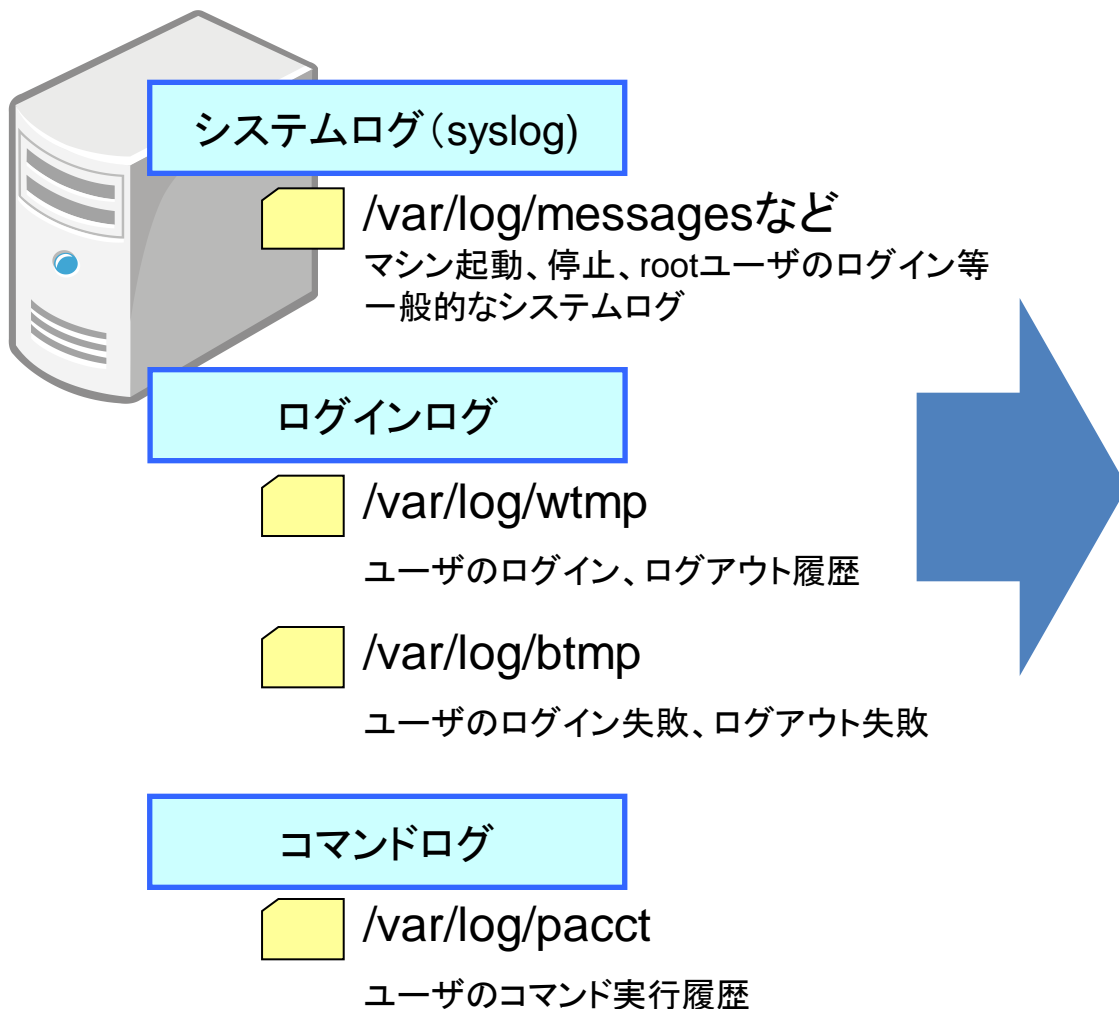 システムログ（syslog)
/var/log/messagesなど
マシン起動、停止、rootユーザのログイン等
一般的なシステムログ
ログインログ
/var/log/wtmp
ユーザのログイン、ログアウト履歴
/var/log/btmp
ユーザのログイン失敗、ログアウト失敗
コマンドログ
/var/log/pacct
ユーザのコマンド実行履歴